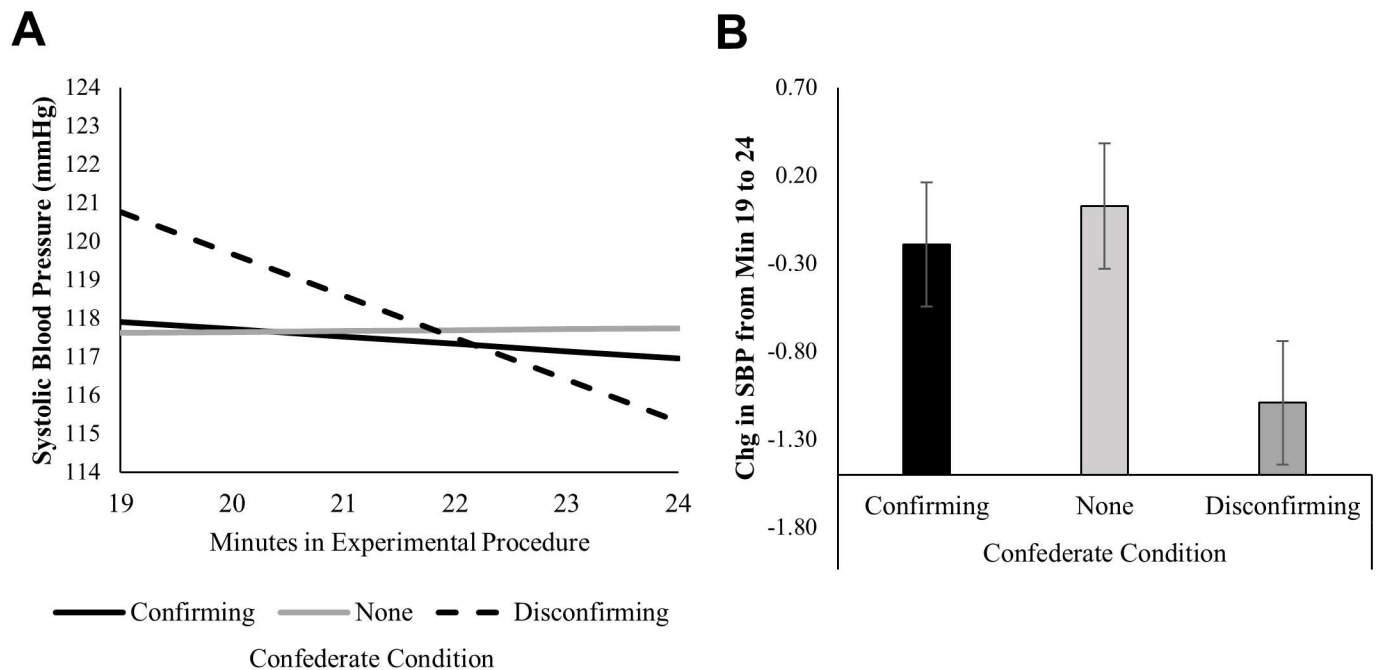 A
Systolic Blood Pressure (mmHg)
124
123
122
121
120
119
118
117
116
115
114
19 20 21 22 23 24
Minutes in Experimental Procedure
Confirming None Disconfirming
Confederate Condition
B
Chg in SBP from Min 19 to 24
0.70
0.20
-0.30
-0.80
-1.30
-1.80
Confirming None Disconfirming
Confederate Condition